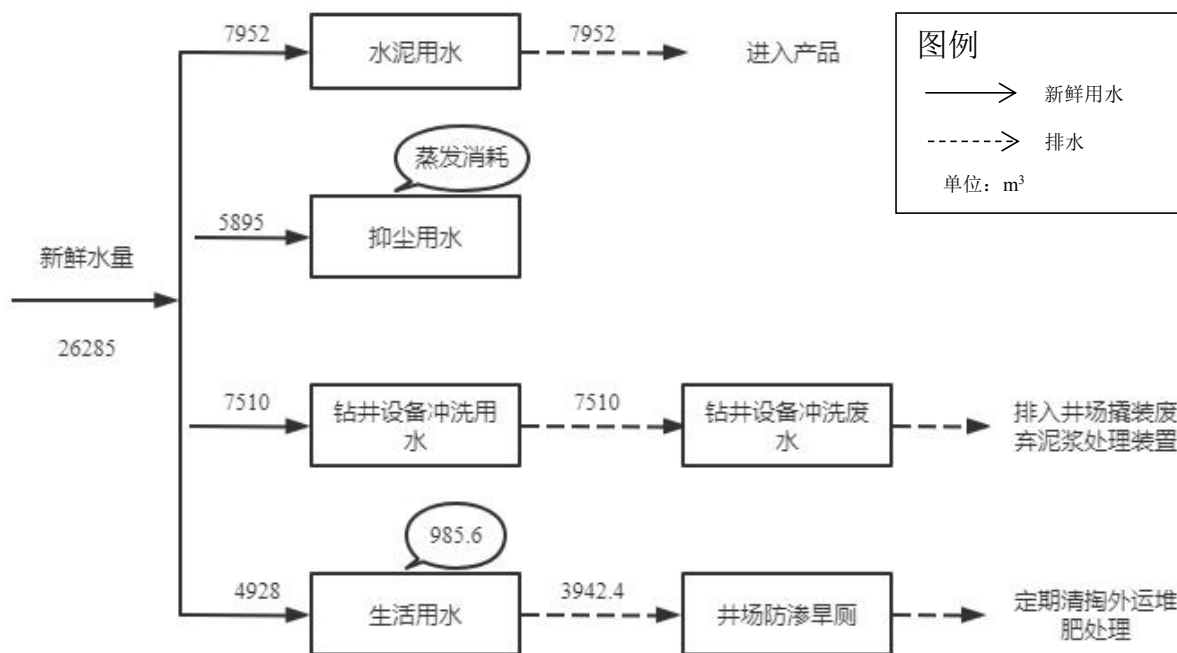 7952
水泥用水
7952
进入产品
图例
新鲜用水
排水
单位：m³
蒸发消耗
5895
抑尘用水
新鲜水量
26285
7510
钻井设备冲洗用
水
7510
钻井设备冲洗废
水
排入井场撬装废
弃泥浆处理装置
985.6
4928
生活用水
3942.4
井场防渗旱厕
定期清掏外运堆
肥处理